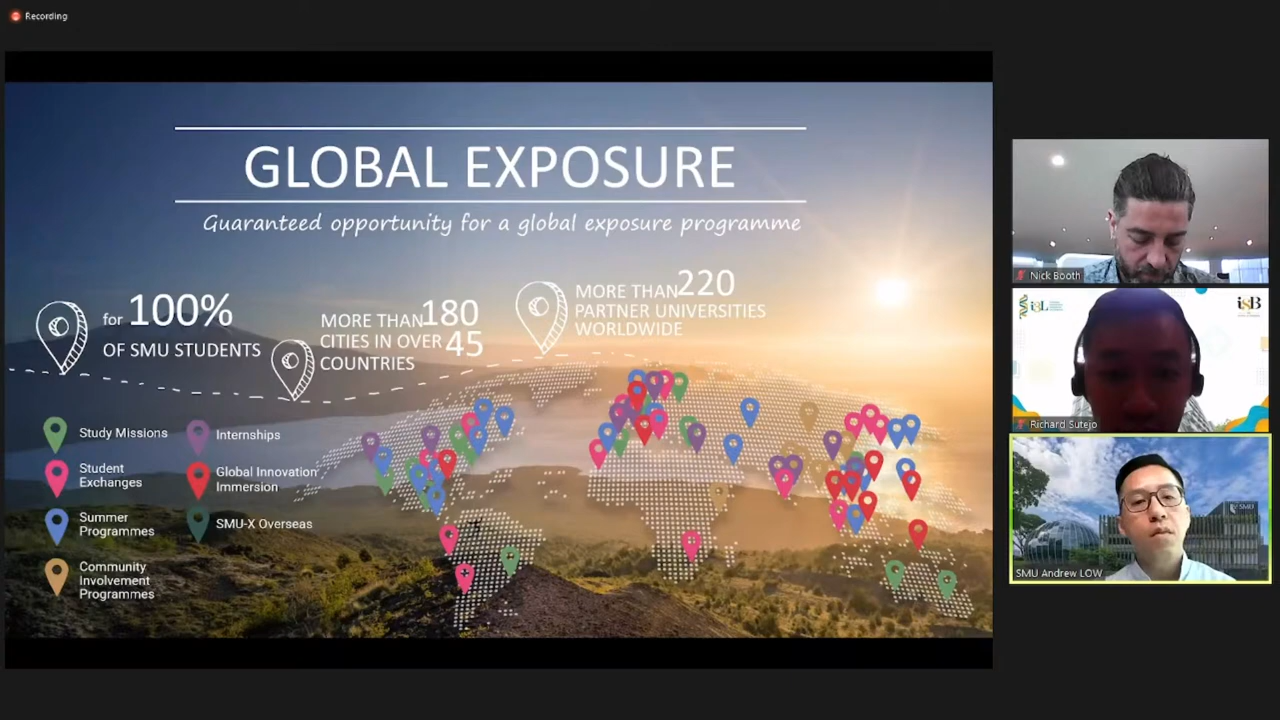 Recording
GLOBAL EXPOSURE
Guaranteed opportunity for a global exposure programme
for 100%
OF SMU STUDENTS
MORE THAN 180
CITIES IN OVER 45
COUNTRIES
MORE THAN 220
PARTNER UNIVERSITIES
WORLDWIDE
Study Missions
Internships
Student
Exchanges
Global Innovation
Immersion
Summer
Programmes
SMU-X Overseas
Community
Involvement
Programmes
Nick Booth
isB
Richard Sutejo
SMU
SMU Andrew LOW